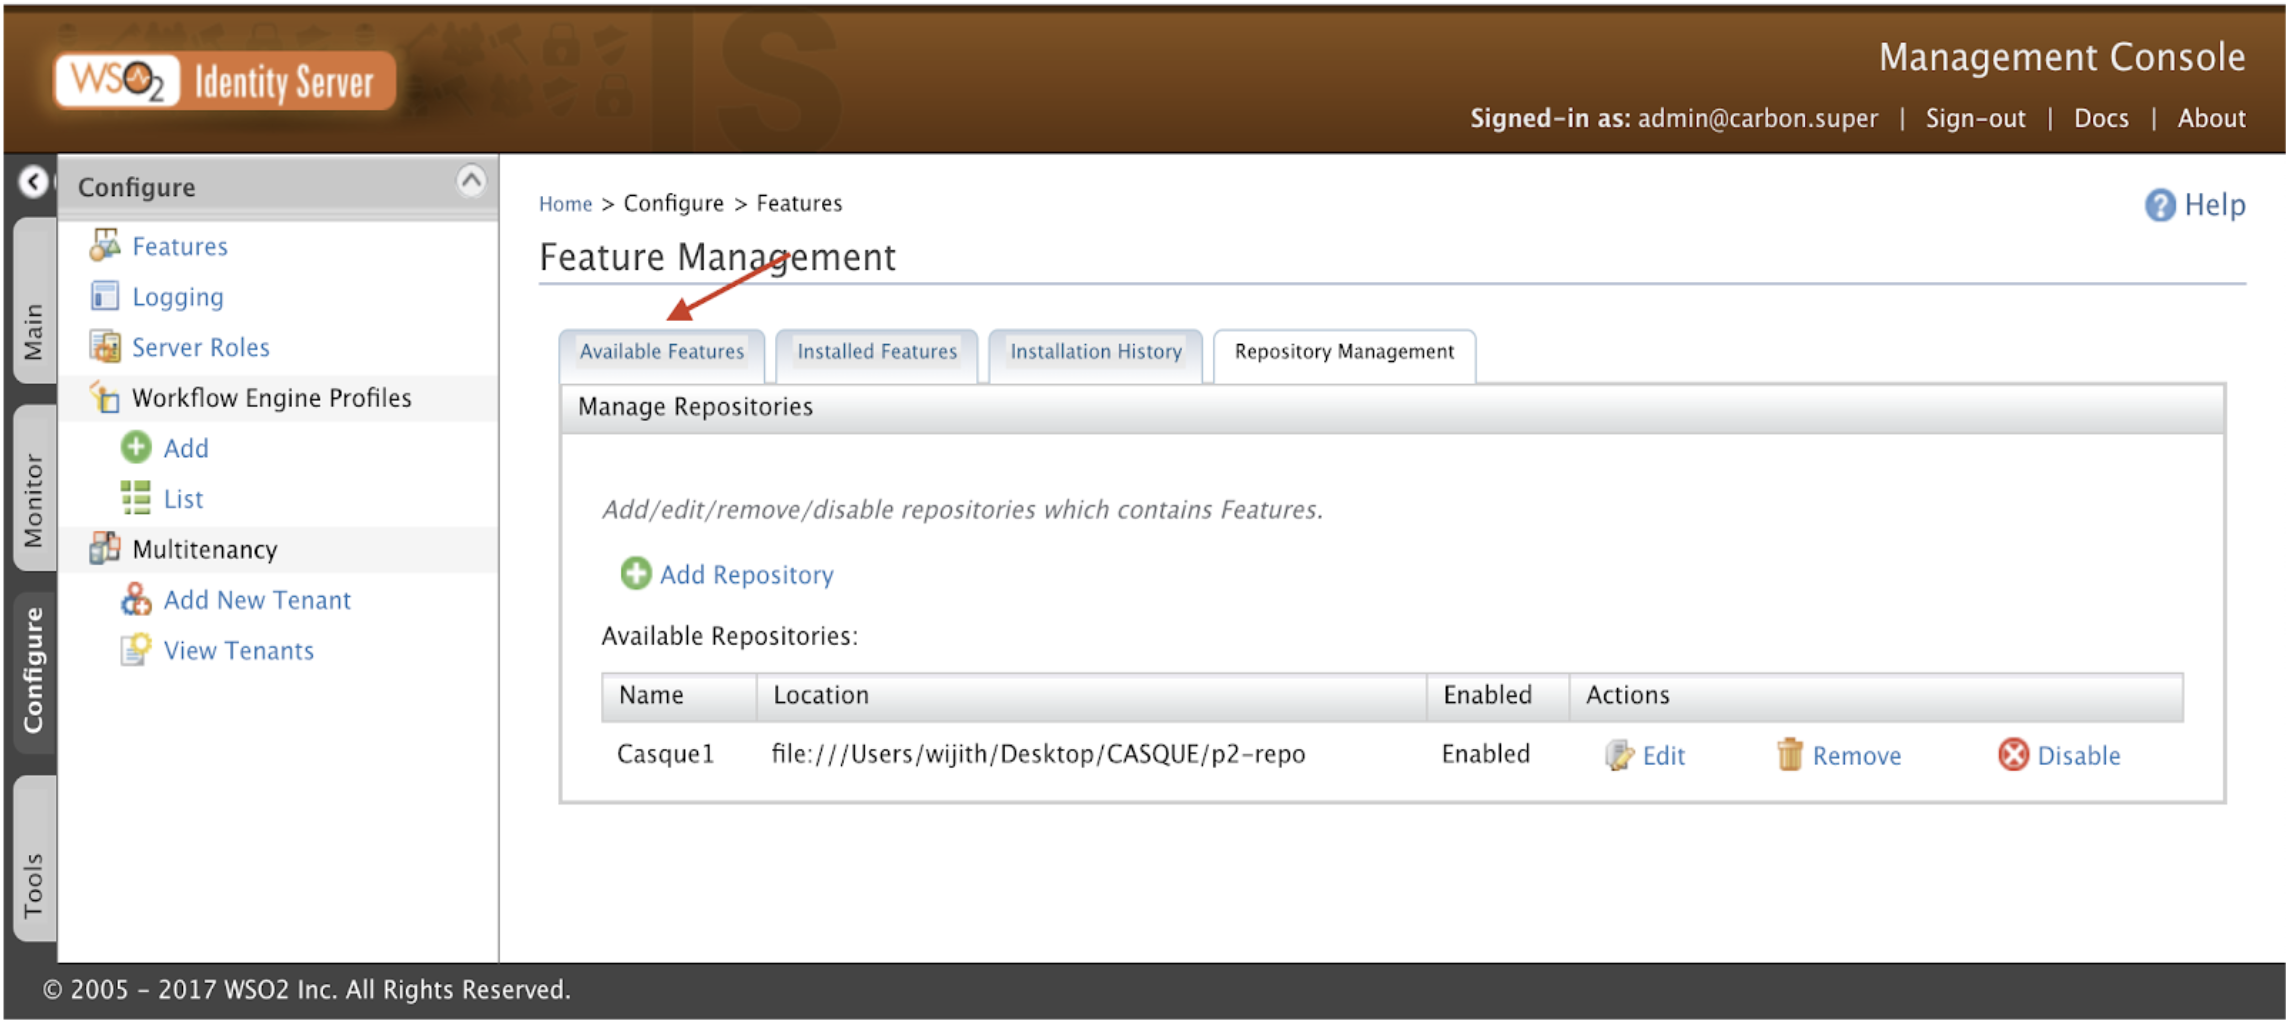 WSO2 Identity Server
Management Console
Signed-in as: admin@carbon.super | Sign-out | Docs | About
IS
Configure
Features
Logging
Server Roles
Workflow Engine Profiles
Add
List
Multitenancy
Add New Tenant
View Tenants
Main
Monitor
Configure
Tools
Home > Configure > Features
Help
Feature Management
Available Features
Installed Features
Installation History
Repository Management
Manage Repositories
Add/edit/remove/disable repositories which contains Features.
Add Repository
Available Repositories:
Name Location Enabled Actions
Casque1 file:///Users/wijith/Desktop/CASQUE/p2-repo Enabled Edit Remove Disable
© 2005 - 2017 WSO2 Inc. All Rights Reserved.